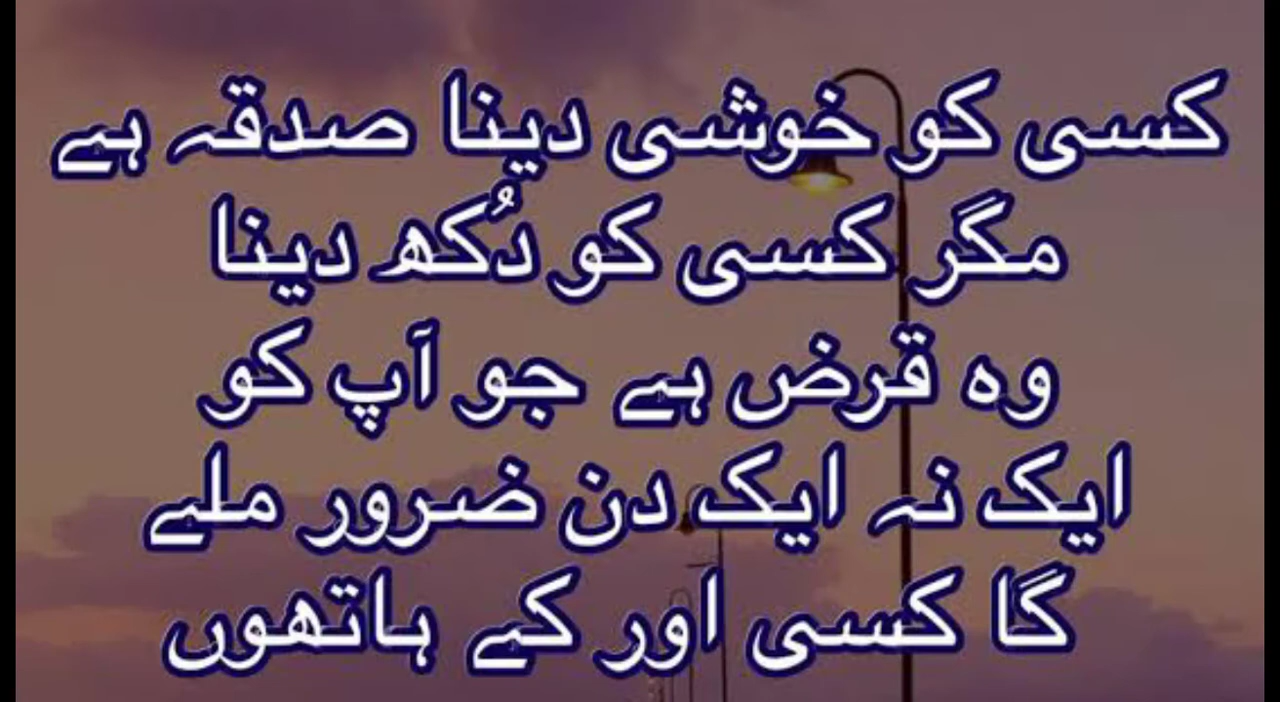 کسی کو خوشی دینا صدقہ ہے
مگر کسی کو دُکھ دینا
وہ قرض ہے جو آپ کو
ایک نہ ایک دن ضرور ملے
گا کسی اور کے ہاتھوں